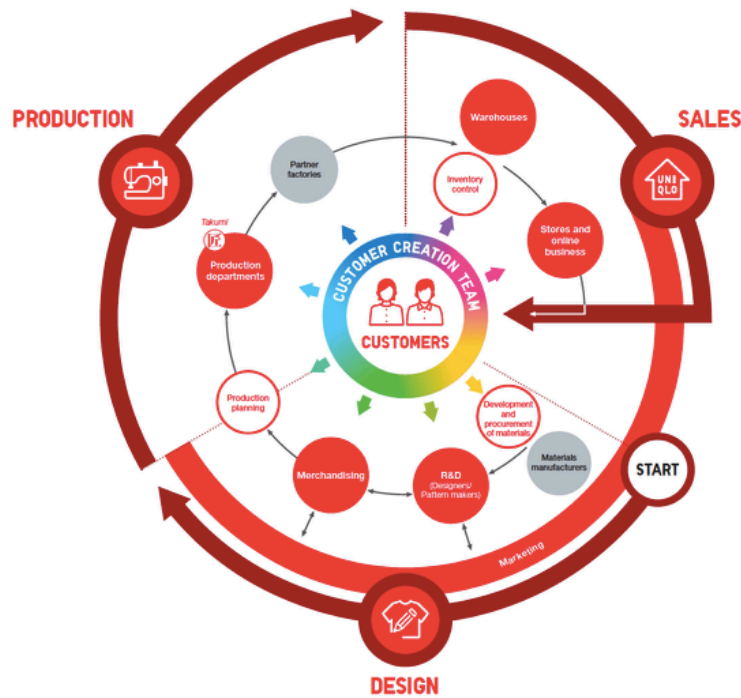 PRODUCTION
SALES
Warehouses
Partner
factories
Inventory
control
UNI
QLO
Takumi
匠
Production
departments
Stores and
online
business
CUSTOMER CREATION TEAM
CUSTOMERS
Production
planning
Development
and
procurement
of materials
Materials
manufacturers
START
Merchandising
R&D
(Designers/
Pattern makers)
Marketing
DESIGN